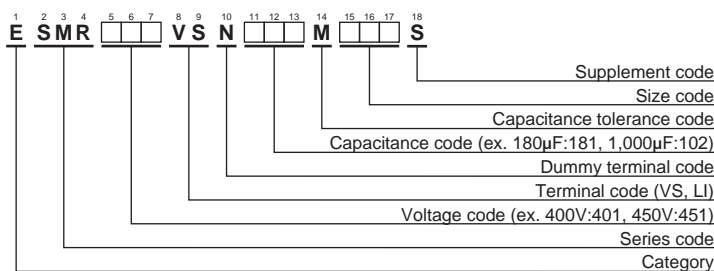 1 2 3 4 5 6 7 8 9 10 11 12 13 14 15 16 17 18
E SMR VS N M S
Supplement code
Size code
Capacitance tolerance code
Capacitance code (ex. 180µF:181, 1,000µF:102)
Dummy terminal code
Terminal code (VS, LI)
Voltage code (ex. 400V:401, 450V:451)
Series code
Category